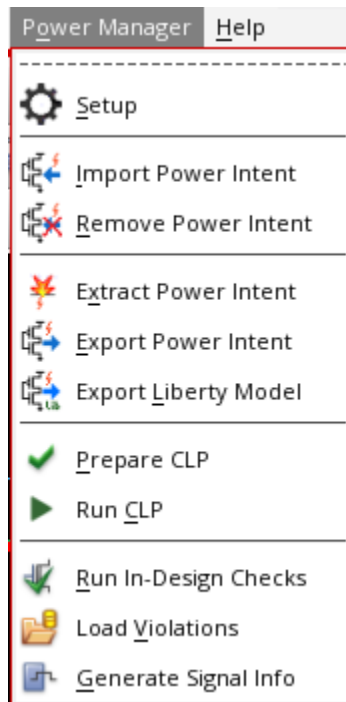 Power Manager Help
Setup
Import Power Intent
Remove Power Intent
Extract Power Intent
Export Power Intent
Export Liberty Model
Prepare CLP
Run CLP
Run In-Design Checks
Load Violations
Generate Signal Info